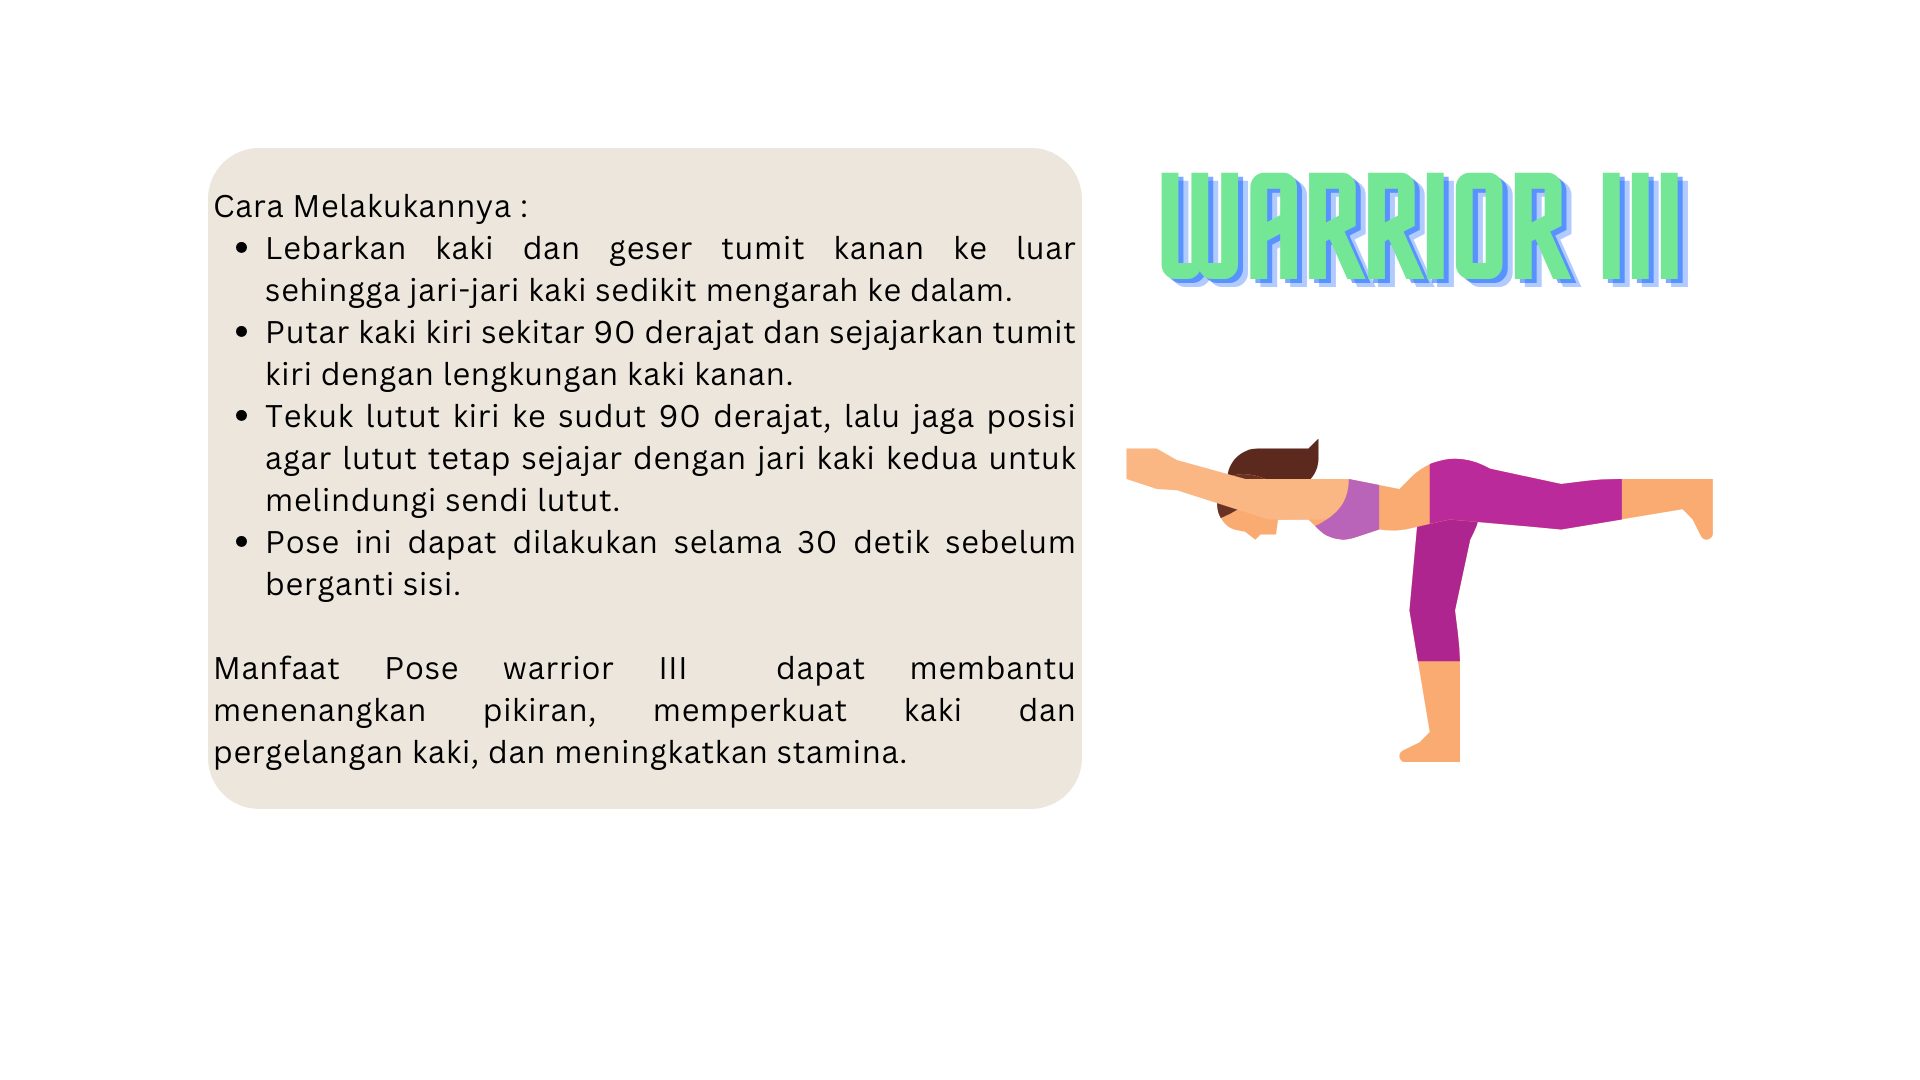 Cara Melakukannya :
• Lebarkan kaki dan geser tumit kanan ke luar
sehingga jari-jari kaki sedikit mengarah ke dalam.
• Putar kaki kiri sekitar 90 derajat dan sejajarkan tumit
kiri dengan lengkungan kaki kanan.
• Tekuk lutut kiri ke sudut 90 derajat, lalu jaga posisi
agar lutut tetap sejajar dengan jari kaki kedua untuk
melindungi sendi lutut.
• Pose ini dapat dilakukan selama 30 detik sebelum
berganti sisi.
Manfaat Pose warrior III dapat membantu
menenangkan pikiran, memperkuat kaki dan
pergelangan kaki, dan meningkatkan stamina.
WARRIOR III